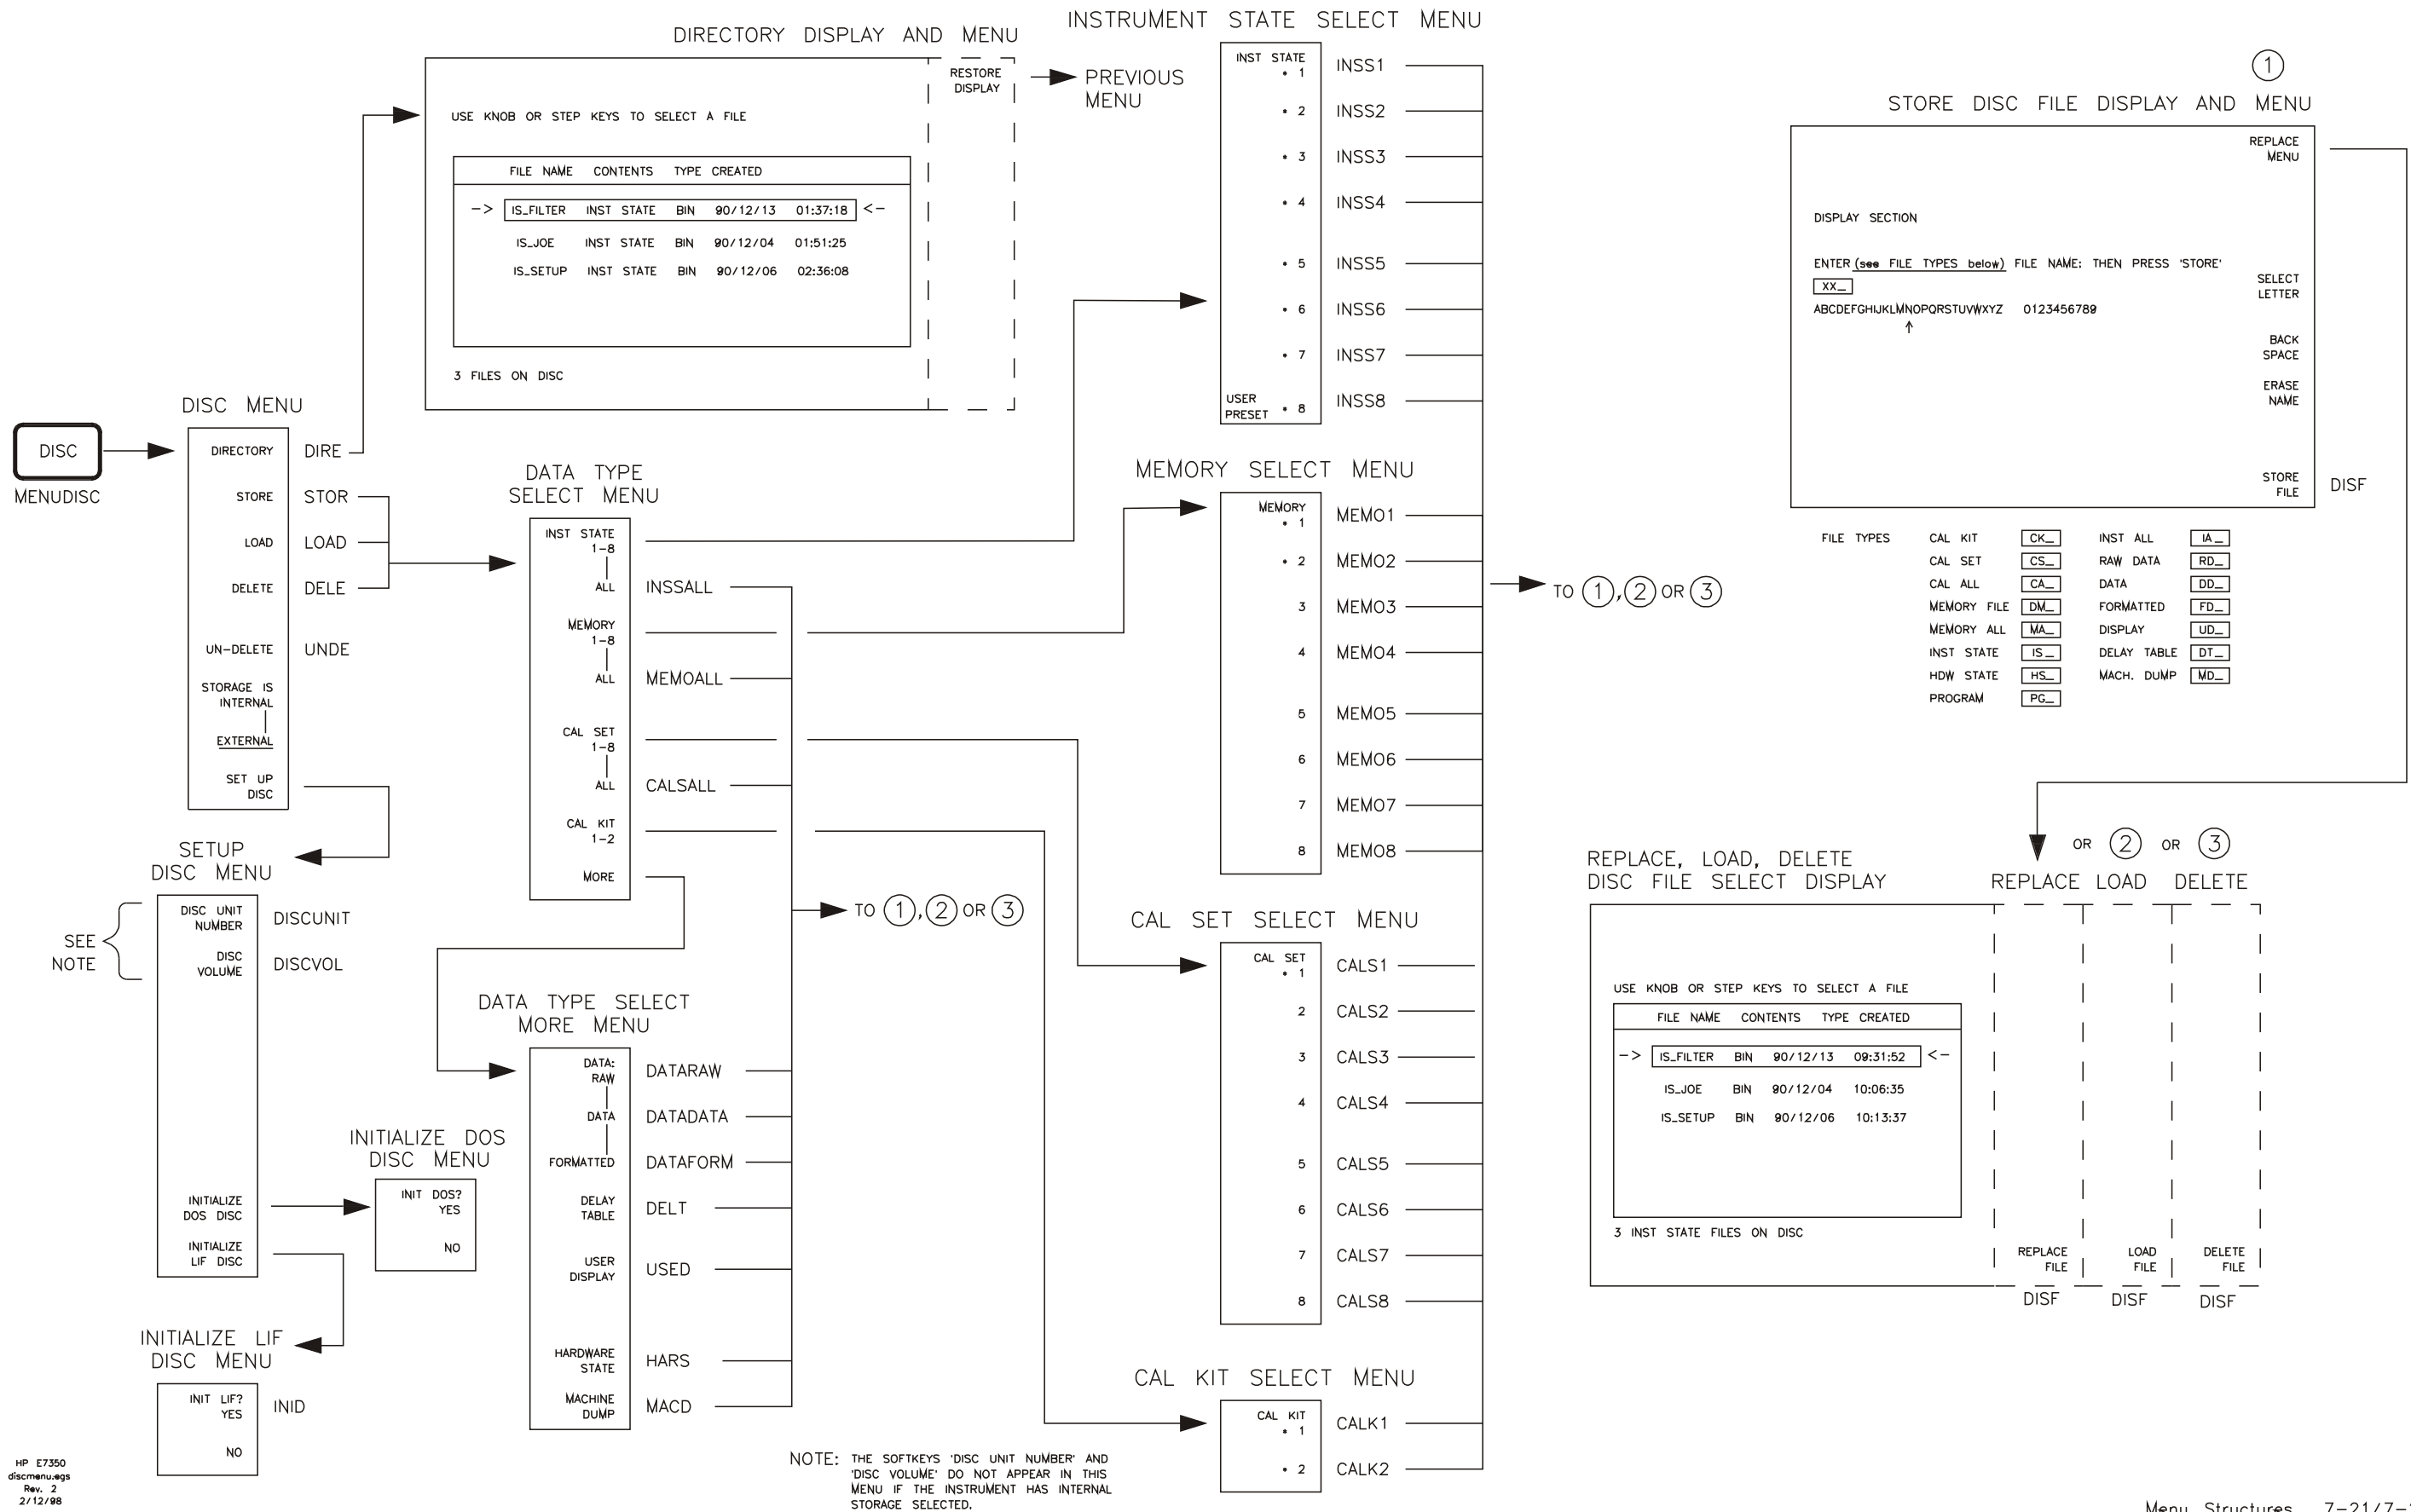 DISC
MENUDISC
DISC MENU
DIRECTORY DIRE
STORE STOR
LOAD LOAD
DELETE DELE
UN-DELETE UNDE
STORAGE IS
INTERNAL
EXTERNAL
SET UP
DISC
SETUP
DISC MENU
SEE
NOTE
DISC UNIT
NUMBER
DISCUNIT
DISC
VOLUME
DISCVOL
INITIALIZE
DOS DISC
INITIALIZE
LIF DISC
INITIALIZE DOS
DISC MENU
INIT DOS?
YES
NO
INITIALIZE LIF
DISC MENU
INIT LIF?
YES
INID
NO
HP E7350
discmenu.egs
Rev. 2
2/12/98
DIRECTORY DISPLAY AND MENU
RESTORE
DISPLAY
PREVIOUS
MENU
USE KNOB OR STEP KEYS TO SELECT A FILE
FILE NAME CONTENTS TYPE CREATED
-> IS_FILTER INST STATE BIN 90/12/13 01:37:18 <-
IS_JOE INST STATE BIN 90/12/04 01:51:25
IS_SETUP INST STATE BIN 90/12/06 02:36:08
3 FILES ON DISC
DATA TYPE
SELECT MENU
INST STATE
1-8
ALL INSSALL
MEMORY
1-8
ALL MEMOALL
CAL SET
1-8
ALL CALSALL
CAL KIT
1-2
MORE
TO 1, 2 OR 3
DATA TYPE SELECT
MORE MENU
DATA:
RAW
DATARAW
DATA DATADATA
FORMATTED DATAFORM
DELAY
TABLE
DELT
USER
DISPLAY
USED
HARDWARE
STATE
HARS
MACHINE
DUMP
MACD
NOTE: THE SOFTKEYS 'DISC UNIT NUMBER' AND
'DISC VOLUME' DO NOT APPEAR IN THIS
MENU IF THE INSTRUMENT HAS INTERNAL
STORAGE SELECTED.
INSTRUMENT STATE SELECT MENU
INST STATE
• 1 INSS1
• 2 INSS2
• 3 INSS3
• 4 INSS4
• 5 INSS5
• 6 INSS6
• 7 INSS7
USER
PRESET • 8 INSS8
MEMORY SELECT MENU
MEMORY
• 1 MEMO1
• 2 MEMO2
3 MEMO3
4 MEMO4
5 MEMO5
6 MEMO6
7 MEMO7
8 MEMO8
TO 1, 2 OR 3
CAL SET SELECT MENU
CAL SET
• 1 CALS1
2 CALS2
3 CALS3
4 CALS4
5 CALS5
6 CALS6
7 CALS7
8 CALS8
CAL KIT SELECT MENU
CAL KIT
• 1 CALK1
• 2 CALK2
1
STORE DISC FILE DISPLAY AND MENU
REPLACE
MENU
DISPLAY SECTION
ENTER (see FILE TYPES below) FILE NAME; THEN PRESS 'STORE'
XX_
ABCDEFGHIJKLMNOPQRSTUVWXYZ 0123456789
SELECT
LETTER
BACK
SPACE
ERASE
NAME
STORE
FILE
DISF
FILE TYPES CAL KIT CK_ INST ALL IA_
CAL SET CS_ RAW DATA RD_
CAL ALL CA_ DATA DD_
MEMORY FILE DM_ FORMATTED FD_
MEMORY ALL MA_ DISPLAY UD_
INST STATE IS_ DELAY TABLE DT_
HDW STATE HS_ MACH. DUMP MD_
PROGRAM PG_
OR 2 OR 3
REPLACE, LOAD, DELETE
DISC FILE SELECT DISPLAY
REPLACE LOAD DELETE
USE KNOB OR STEP KEYS TO SELECT A FILE
FILE NAME CONTENTS TYPE CREATED
-> IS_FILTER BIN 90/12/13 09:31:52 <-
IS_JOE BIN 90/12/04 10:06:35
IS_SETUP BIN 90/12/06 10:13:37
3 INST STATE FILES ON DISC
REPLACE
FILE
LOAD
FILE
DELETE
FILE
DISF DISF DISF
Menu Structures 7-21/7-